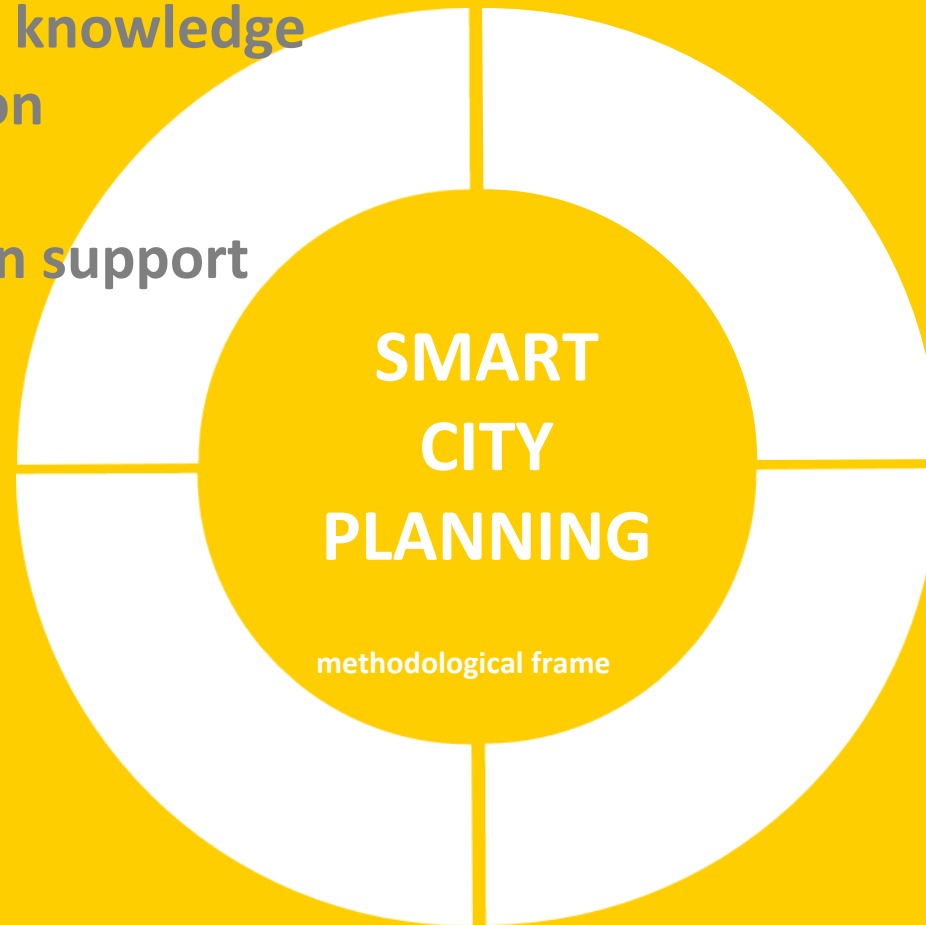 knowledge
on
n support
SMART
CITY
PLANNING
methodological frame